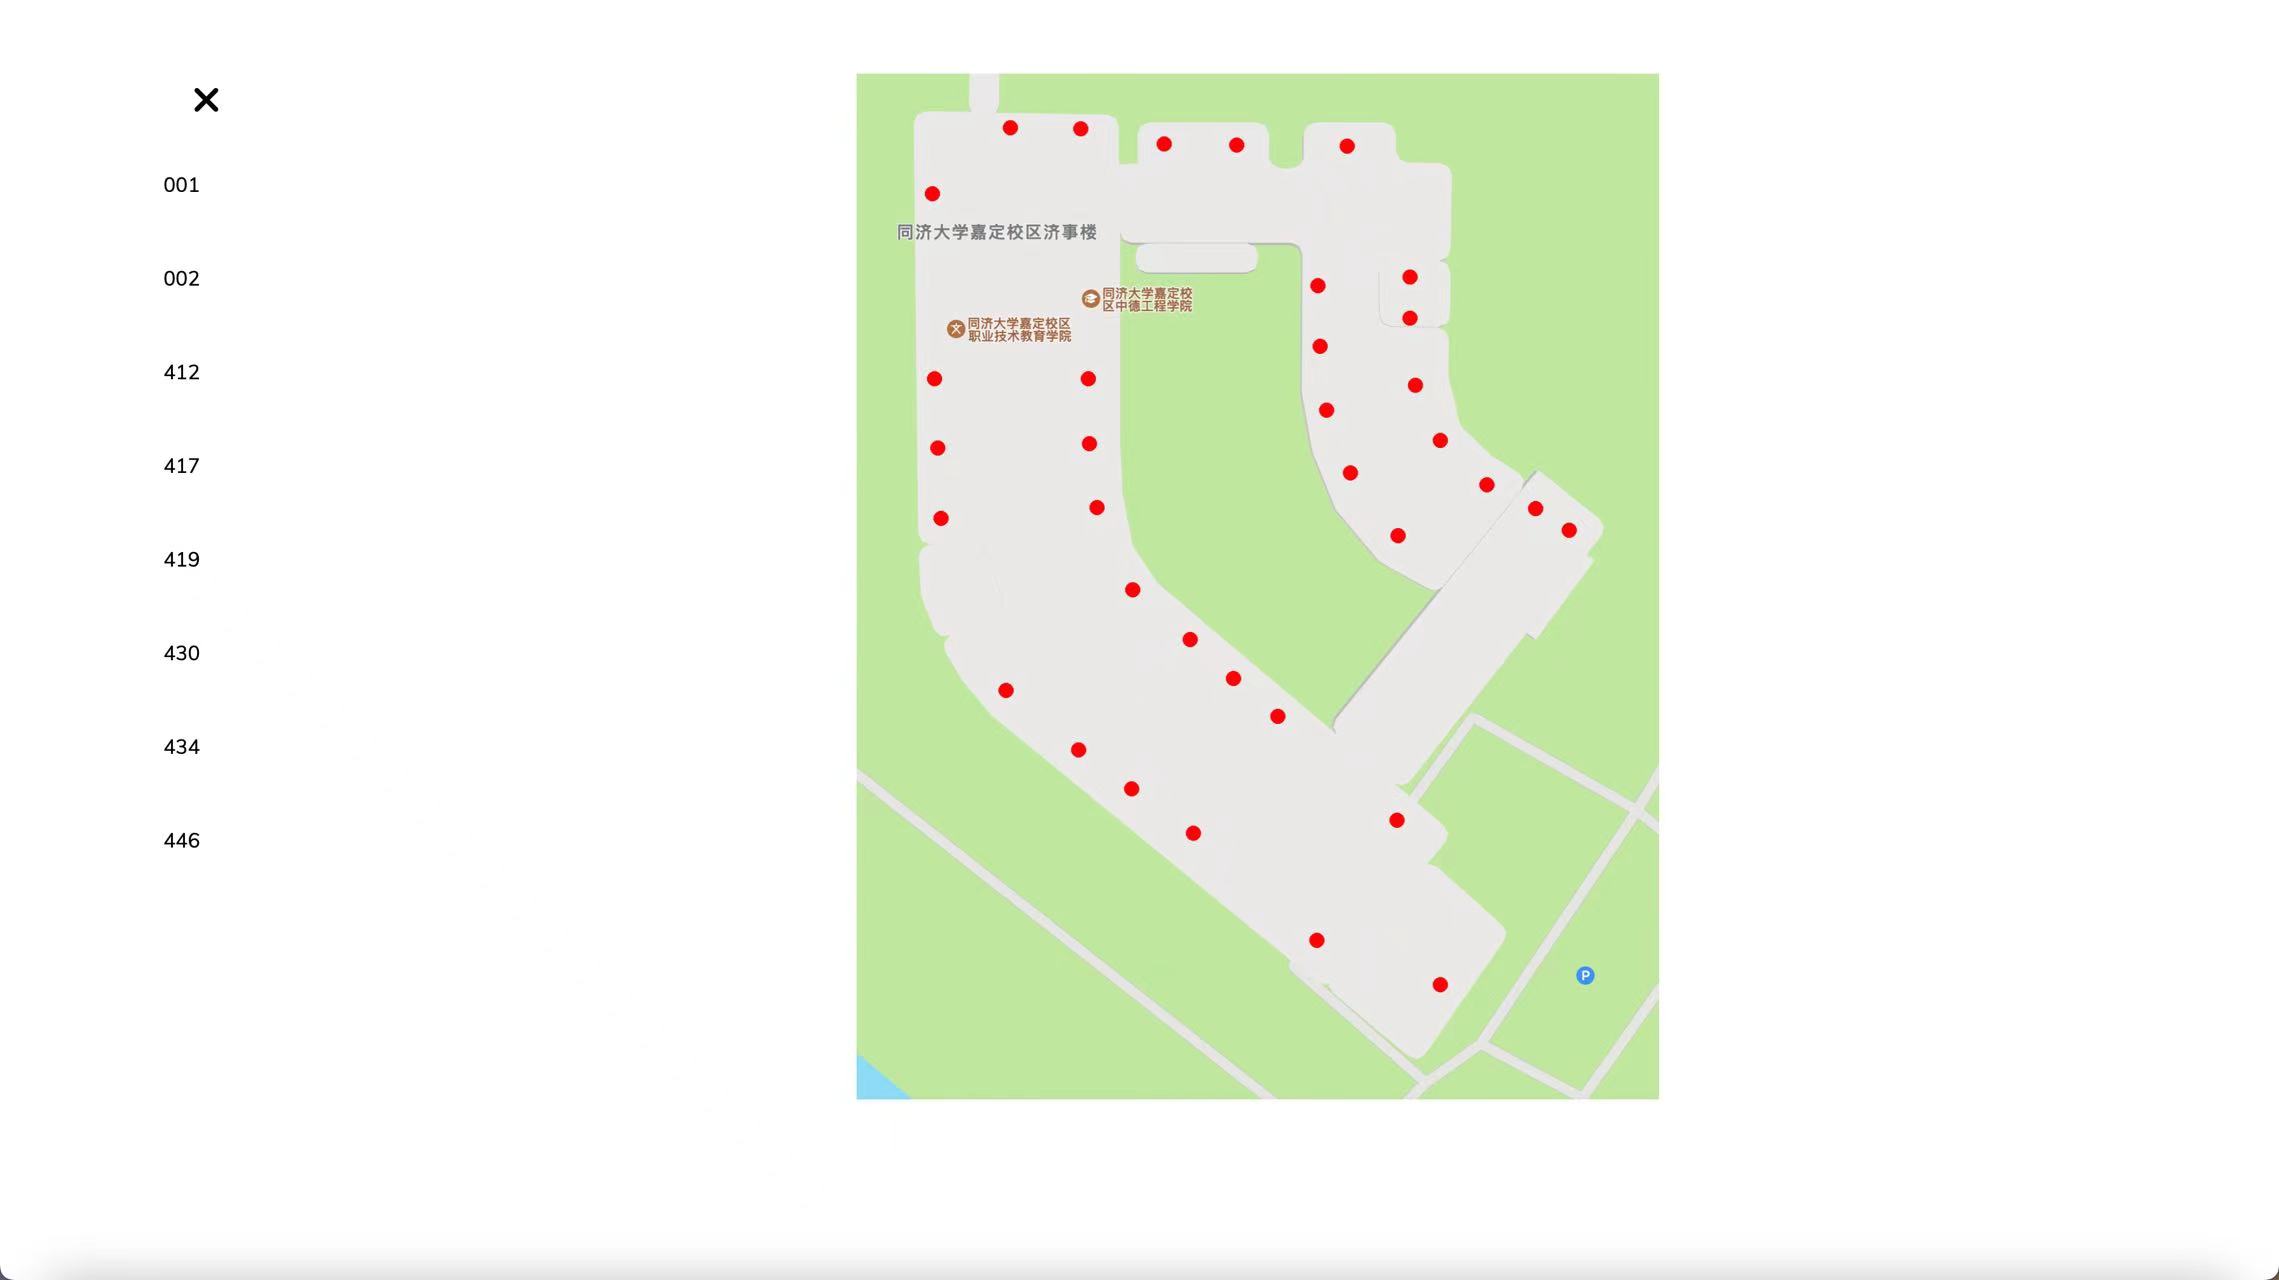 001
002
412
417
419
430
434
446
同济大学嘉定校区济事楼
同济大学嘉定校
区中德工程学院
文
同济大学嘉定校区
职业技术教育学院
P